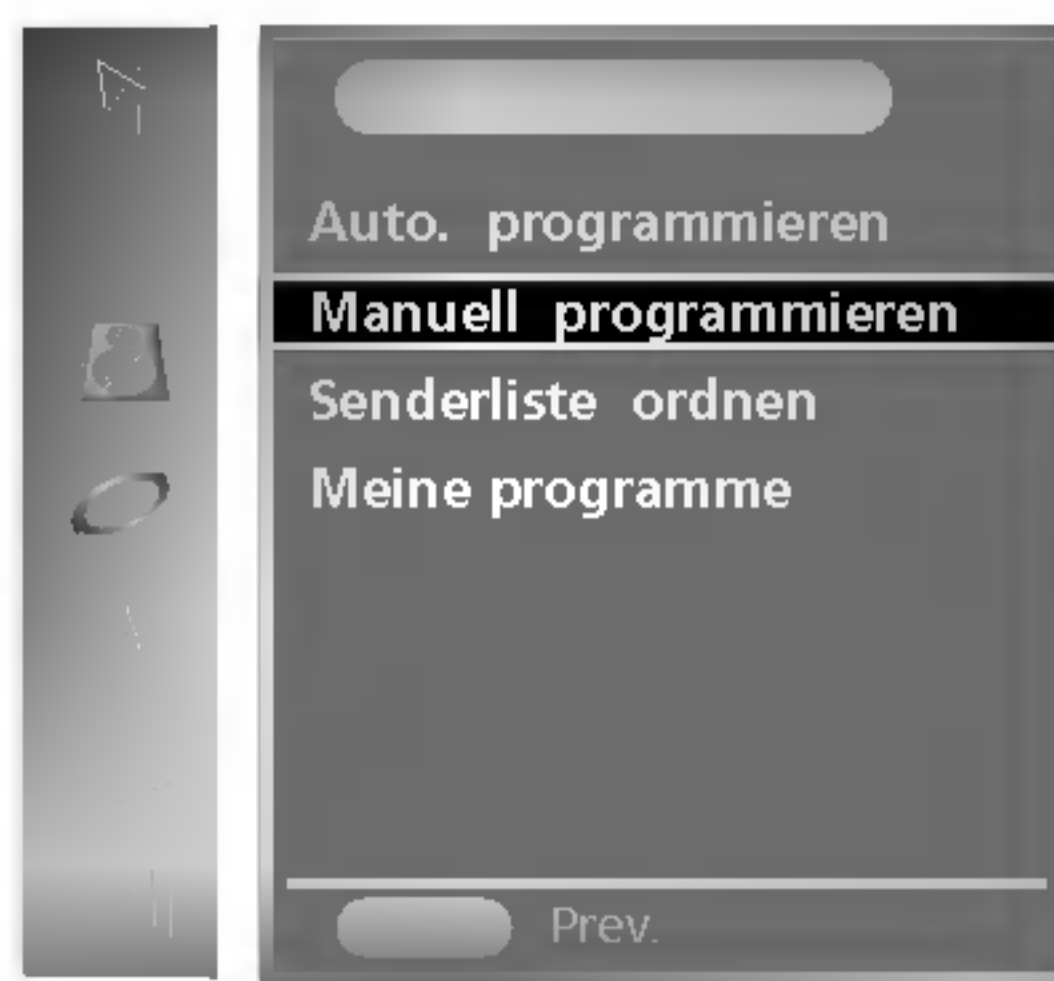 Auto. programmieren
Manuell programmieren
Senderliste ordnen
Meine programme
Prev.